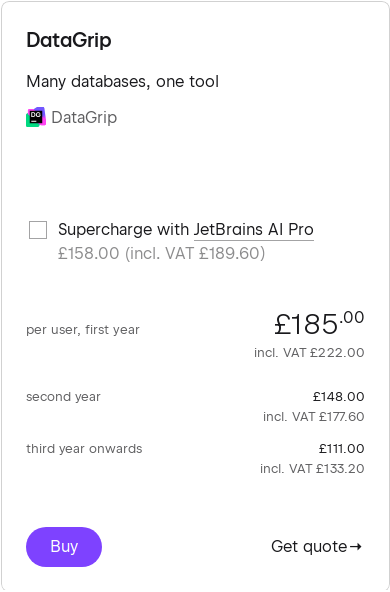 DataGrip
Many databases, one tool
DG DataGrip
Supercharge with JetBrains AI Pro
£158.00 (incl. VAT £189.60)
per user, first year £185.00
incl. VAT £222.00
second year £148.00
incl. VAT £177.60
third year onwards £111.00
incl. VAT £133.20
Buy Get quote→